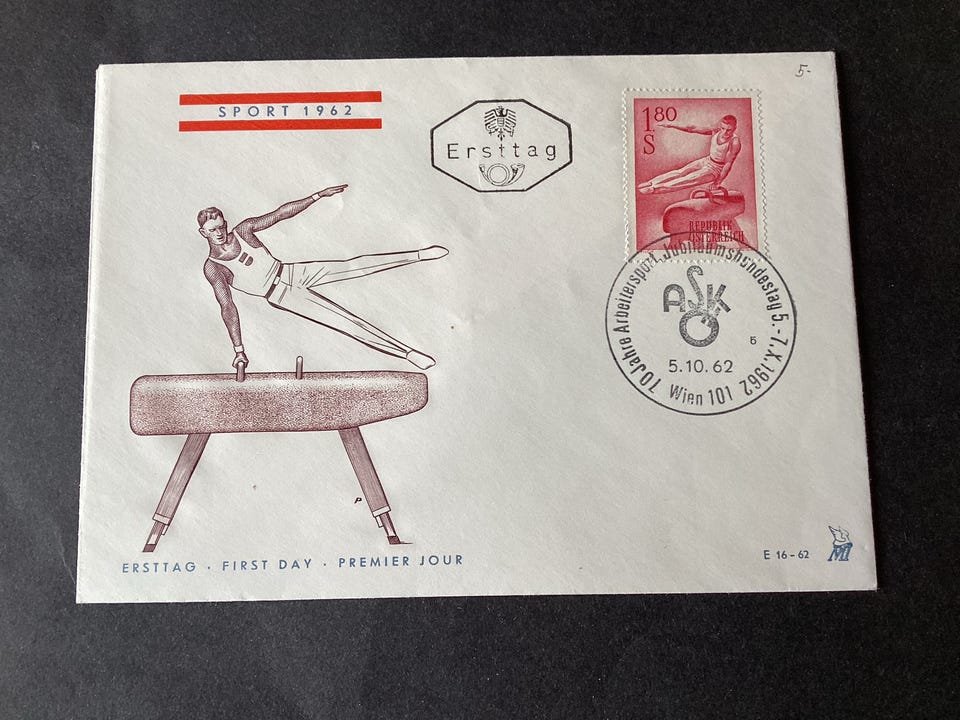 5-
SPORT 1962
Ersttag
1.80
S
REPUBLIK
ÖSTERREICH
70 Jahre Arbeitersport Jubiläumsbundestag 5.-7.X.1962
ASKÖ
6
5.10.62
Wien 101
P
ERSTTAG · FIRST DAY · PREMIER JOUR
E 16-62
M